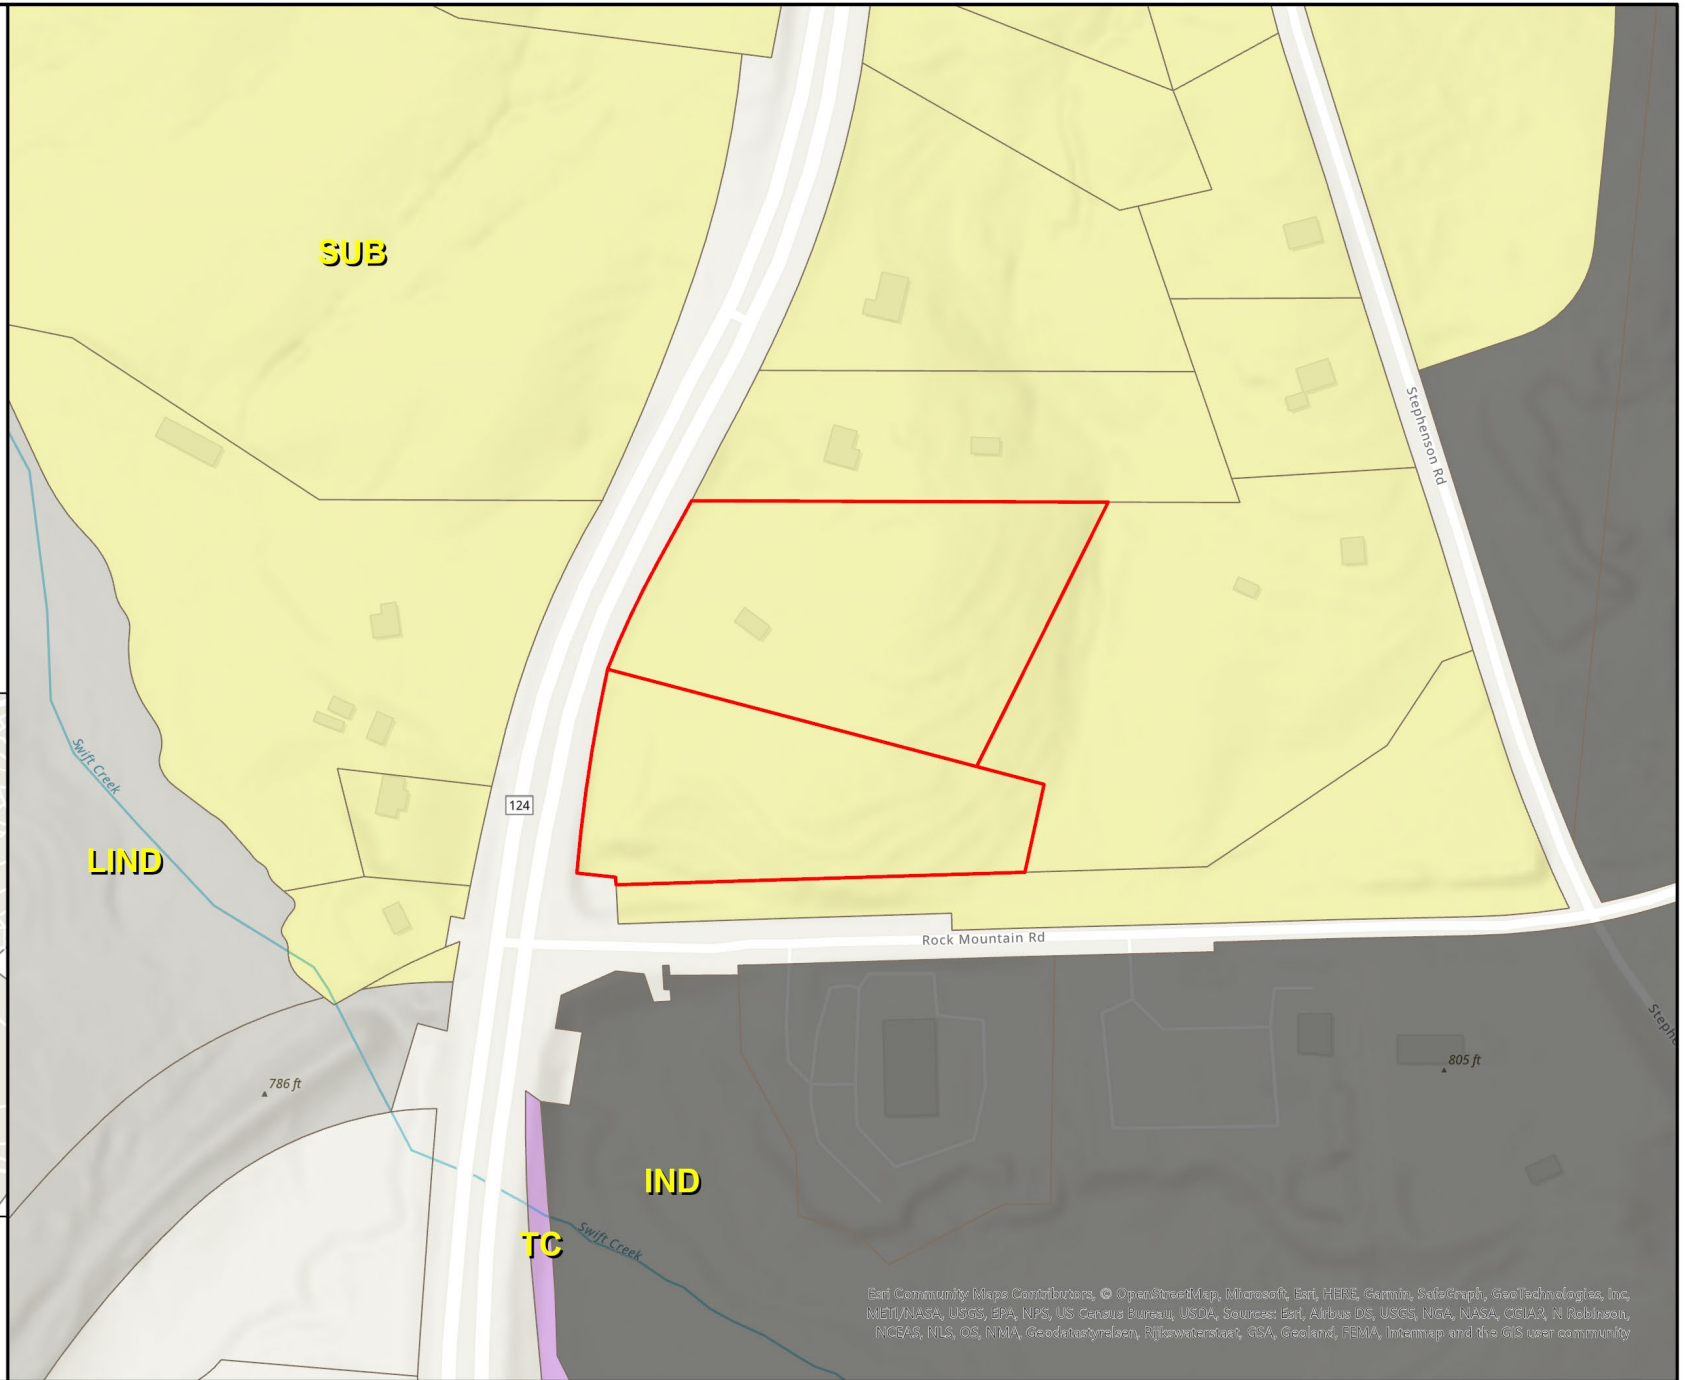 SUB
Stephenson Rd
Swift Creek
124
LIND
Rock Mountain Rd
786 ft
805 ft
IND
TC
Swift Creek
Esri Community Maps Contributors, © OpenStreetMap, Microsoft, Esri, HERE, Garmin, SafeGraph, GeoTechnologies, Inc,
METI/NASA, USGS, EPA, NPS, US Census Bureau, USDA, Sources: Esri, Airbus DS, USGS, NGA, NASA, CGIAR, N Robinson,
NCEAS, NLS, OS, NMA, Geodatastyrelsen, Rijkswaterstaat, GSA, Geoland, FEMA, Intermap and the GIS user community